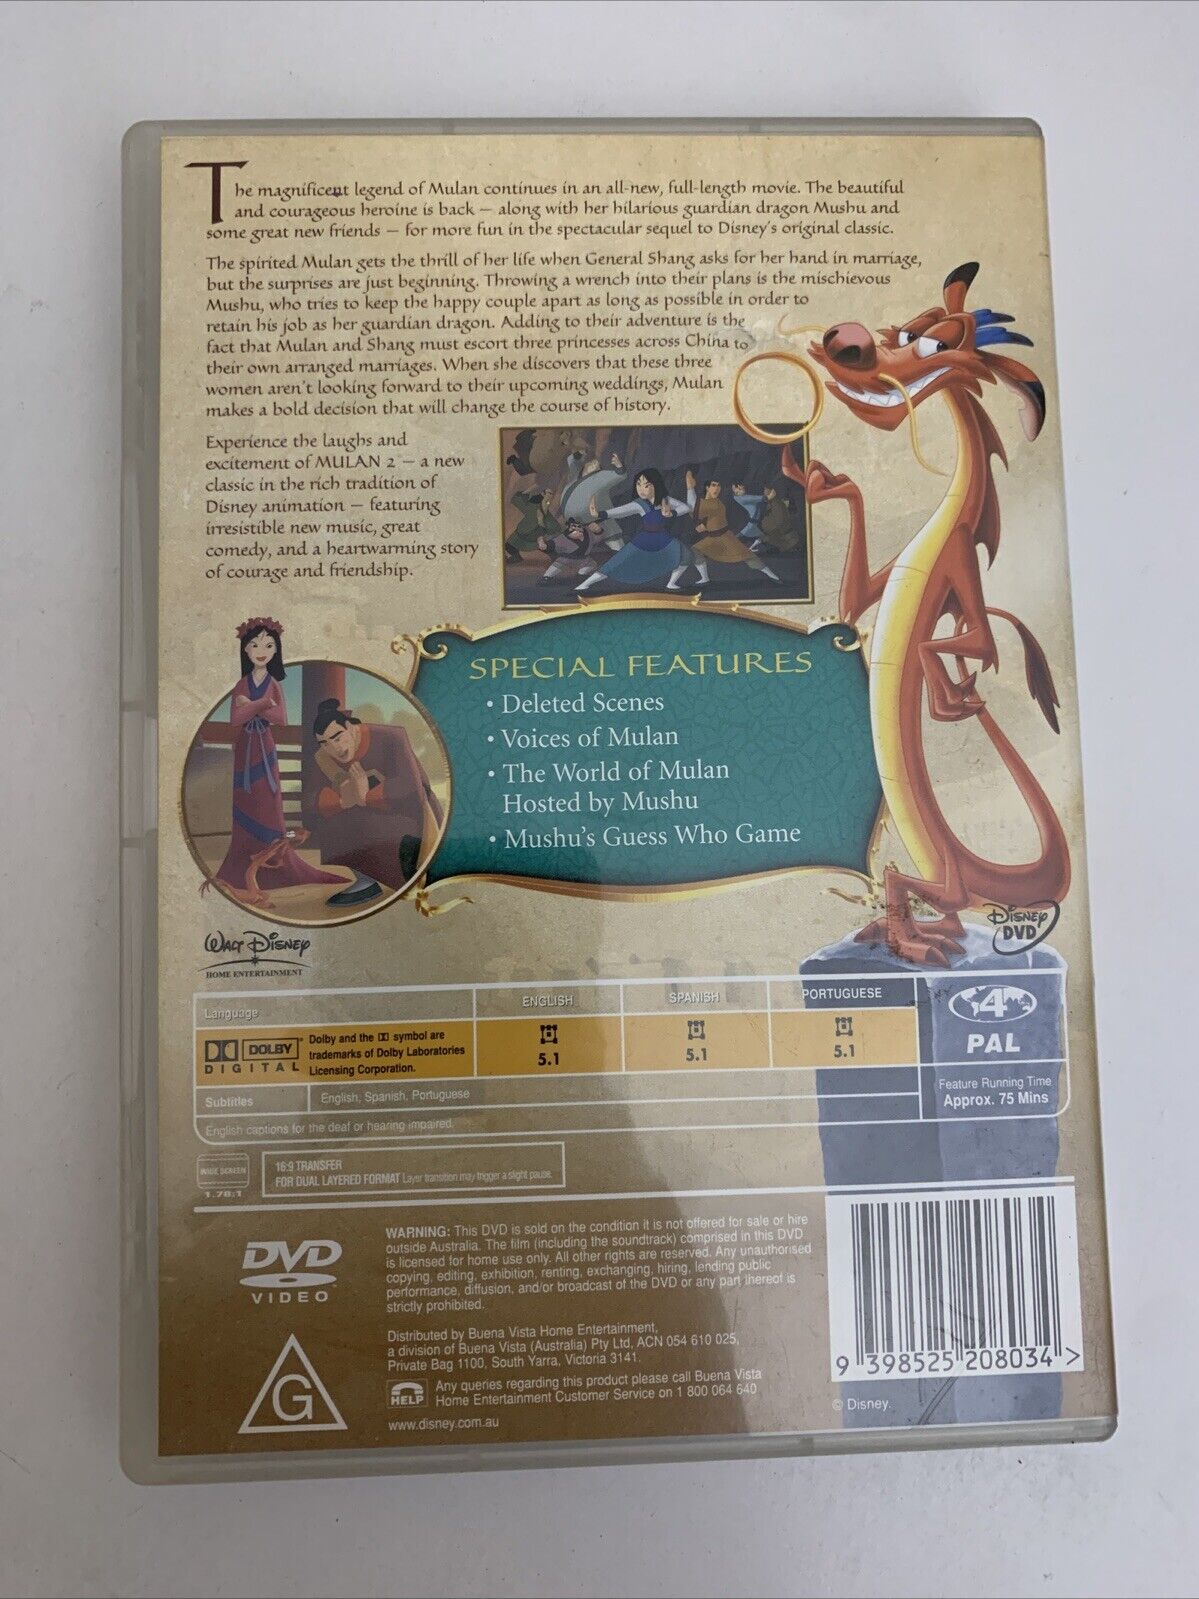 The magnificent legend of Mulan continues in an all-new, full-length movie. The beautiful
and courageous heroine is back – along with her hilarious guardian dragon Mushu and
some great new friends – for more fun in the spectacular sequel to Disney's original classic.
The spirited Mulan gets the thrill of her life when General Shang asks for her hand in marriage,
but the surprises are just beginning. Throwing a wrench into their plans is the mischievous
Mushu, who tries to keep the happy couple apart as long as possible in order to
retain his job as her guardian dragon. Adding to their adventure is the
fact that Mulan and Shang must escort three princesses across China to
their own arranged marriages. When she discovers that these three
women aren't looking forward to their upcoming weddings, Mulan
makes a bold decision that will change the course of history.
Experience the laughs and
excitement of MULAN 2 – a new
classic in the rich tradition of
Disney animation – featuring
irresistible new music, great
comedy, and a heartwarming story
of courage and friendship.
SPECIAL FEATURES
• Deleted Scenes
• Voices of Mulan
• The World of Mulan
Hosted by Mushu
• Mushu's Guess Who Game
WALT DISNEY
HOME ENTERTAINMENT
DISNEY
DVD
Language
ENGLISH
SPANISH
PORTUGUESE
DOLBY
DIGITAL
Dolby and the DD symbol are
trademarks of Dolby Laboratories
Licensing Corporation.
5.1
5.1
5.1
Subtitles
English, Spanish, Portuguese
English captions for the deaf or hearing impaired.
4
PAL
Feature Running Time
Approx. 75 Mins
WIDE SCREEN
1.78:1
16:9 TRANSFER
FOR DUAL LAYERED FORMAT Layer transition may trigger a slight pause.
DVD
VIDEO
WARNING: This DVD is sold on the condition it is not offered for sale or hire
outside Australia. The film (including the soundtrack) comprised in this DVD
is licensed for home use only. All other rights are reserved. Any unauthorised
copying, editing, exhibition, renting, exchanging, hiring, lending public
performance, diffusion, and/or broadcast of the DVD or any part thereof is
strictly prohibited.
Distributed by Buena Vista Home Entertainment,
a division of Buena Vista (Australia) Pty Ltd, ACN 054 610 025,
Private Bag 1100, South Yarra, Victoria 3141.
HELP
Any queries regarding this product please call Buena Vista
Home Entertainment Customer Service on 1 800 064 640
www.disney.com.au
G
9 398525 208034 >
© Disney.